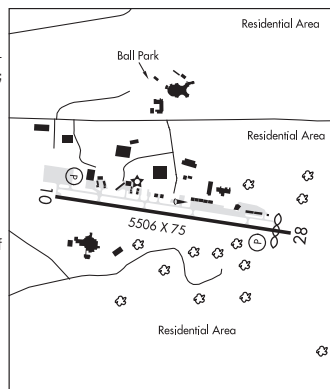 Residential Area
Ball Park
Residential Area
P
10
5506 X 75
P
28
Residential Area